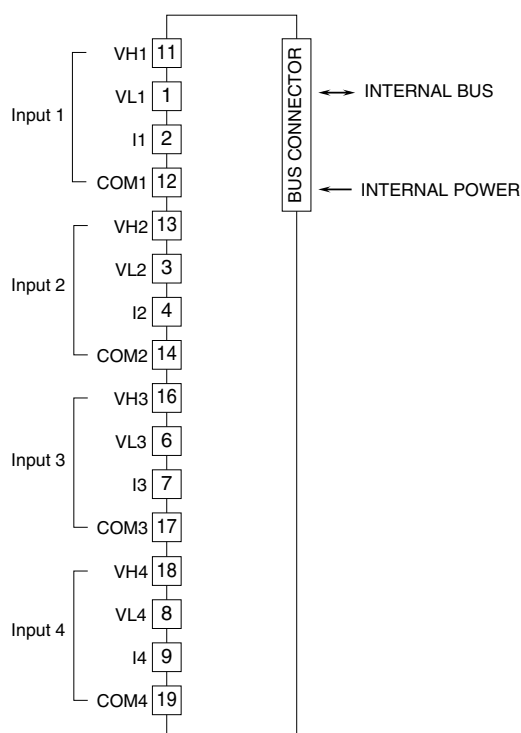 VH1 11
BUS CONNECTOR
VL1 1
INTERNAL BUS
Input 1
I1 2
COM1 12
INTERNAL POWER
VH2 13
VL2 3
Input 2
I2 4
COM2 14
VH3 16
VL3 6
Input 3
I3 7
COM3 17
VH4 18
VL4 8
Input 4
I4 9
COM4 19